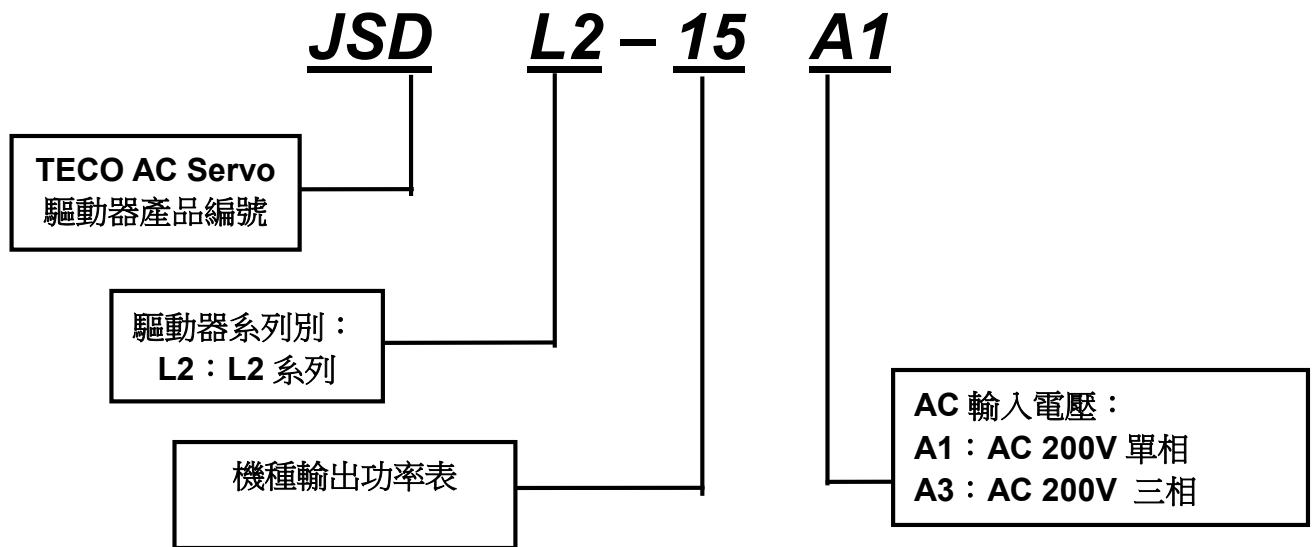 JSD L2 – 15 A1
TECO AC Servo
驅動器產品編號
驅動器系列別：
L2：L2 系列
機種輸出功率表
AC 輸入電壓：
A1：AC 200V 單相
A3：AC 200V 三相